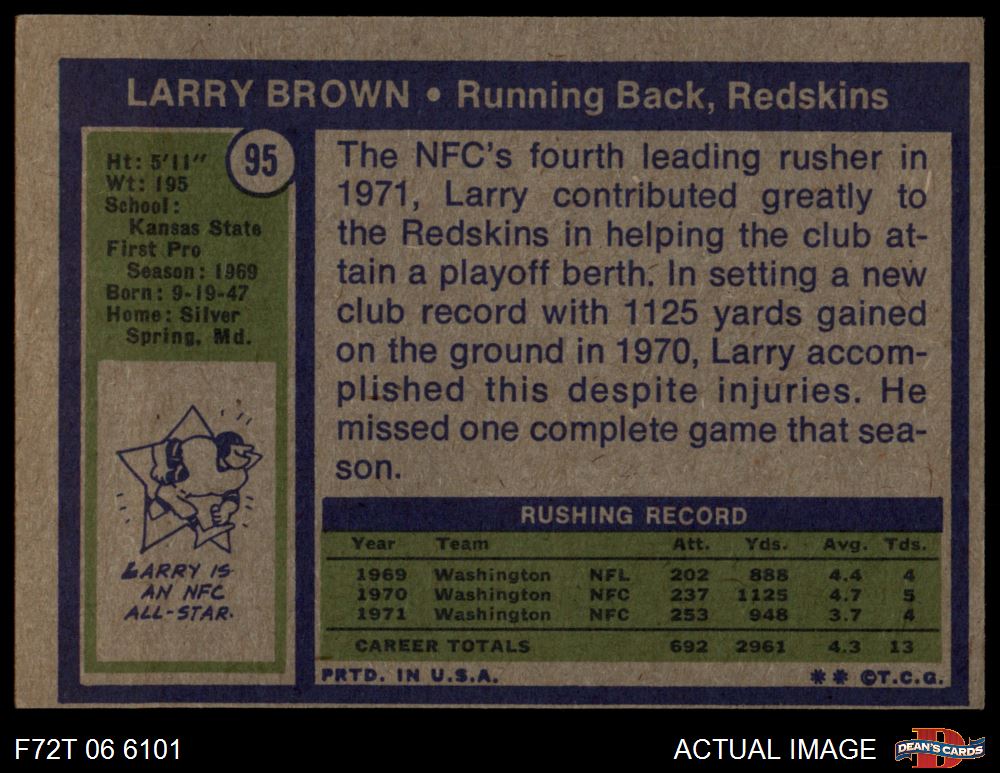 LARRY BROWN • Running Back, Redskins
95
Ht: 5'11"
Wt: 195
School:
Kansas State
First Pro
Season: 1969
Born: 9-19-47
Home: Silver
Spring, Md.
LARRY IS
AN NFC
ALL-STAR.
The NFC's fourth leading rusher in
1971, Larry contributed greatly to
the Redskins in helping the club at-
tain a playoff berth. In setting a new
club record with 1125 yards gained
on the ground in 1970, Larry accom-
plished this despite injuries. He
missed one complete game that sea-
son.
RUSHING RECORD
Year Team Att. Yds. Avg. Tds.
1969 Washington NFL 202 888 4.4 4
1970 Washington NFC 237 1125 4.7 5
1971 Washington NFC 253 948 3.7 4
CAREER TOTALS 692 2961 4.3 13
PRTD. IN U.S.A. ** ©T.C.G.
F72T 06 6101 ACTUAL IMAGE DEAN'S CARDS